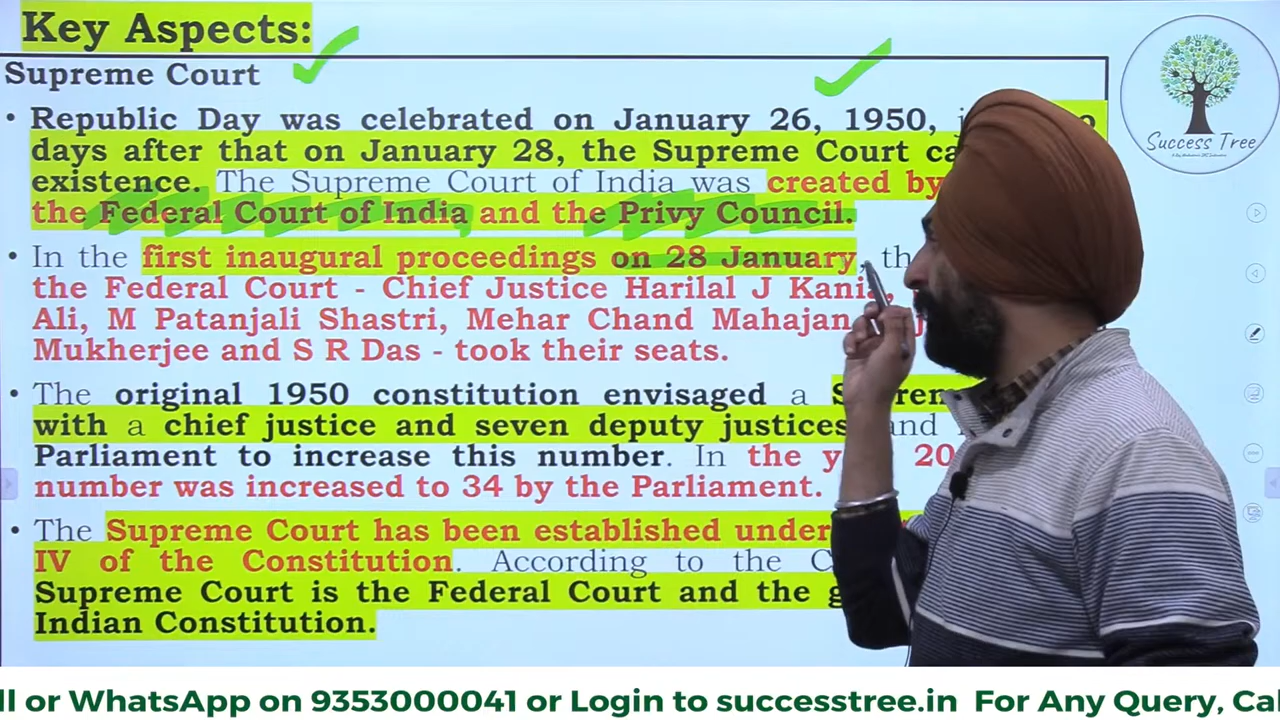 Key Aspects:
Supreme Court
• Republic Day was celebrated on January 26, 1950,
days after that on January 28, the Supreme Court
existence. The Supreme Court of India was created by
the Federal Court of India and the Privy Council.
• In the first inaugural proceedings on 28 January,
the Federal Court - Chief Justice Harilal J Kania,
Ali, M Patanjali Shastri, Mehar Chand Mahajan,
Mukherjee and S R Das - took their seats.
• The original 1950 constitution envisaged a
with a chief justice and seven deputy justices and
Parliament to increase this number. In the
number was increased to 34 by the Parliament.
• The Supreme Court has been established under
IV of the Constitution. According to the
Supreme Court is the Federal Court and the
Indian Constitution.
Success Tree
ll or WhatsApp on 9353000041 or Login to successtree.in For Any Query, Cal